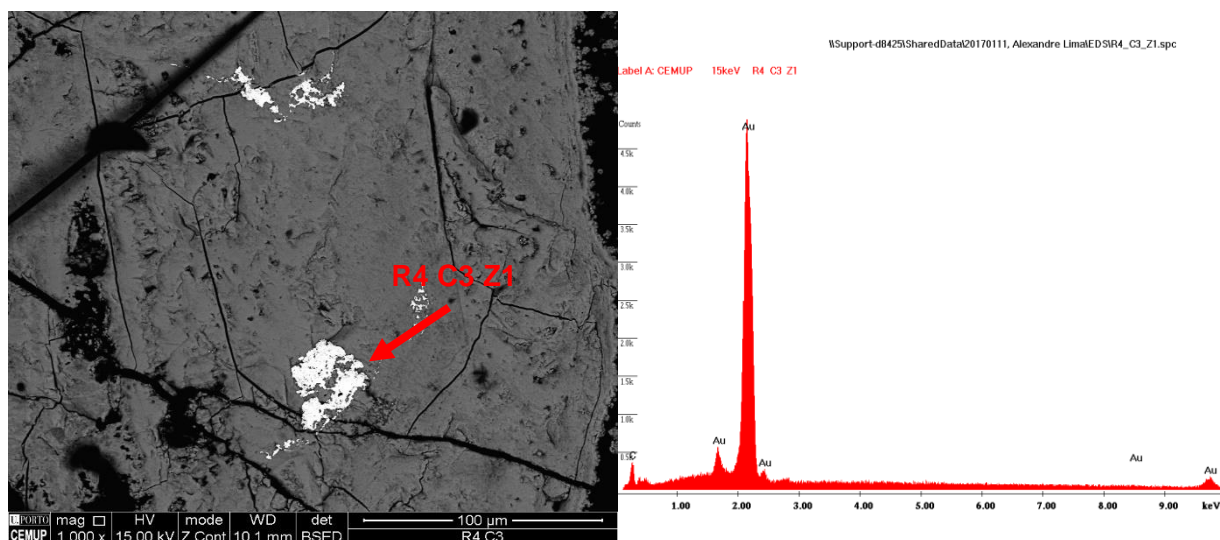 R4 C3 Z1
U.PORTO
CEMUP
mag □ HV mode WD det
1 000 x 15.00 kV Z Cont 10.1 mm BSED
100 µm
R4 C3
\\Support-d8425\SharedData\20170111, Alexandre Lima\EDS\R4_C3_Z1.spc
Label A: CEMUP 15keV R4 C3 Z1
Counts
4.5k
4.0k
3.5k
3.0k
2.5k
2.0k
1.5k
1.0k
0.5k
C
Au
Au
Au
Au
Au
1.00 2.00 3.00 4.00 5.00 6.00 7.00 8.00 9.00 keV